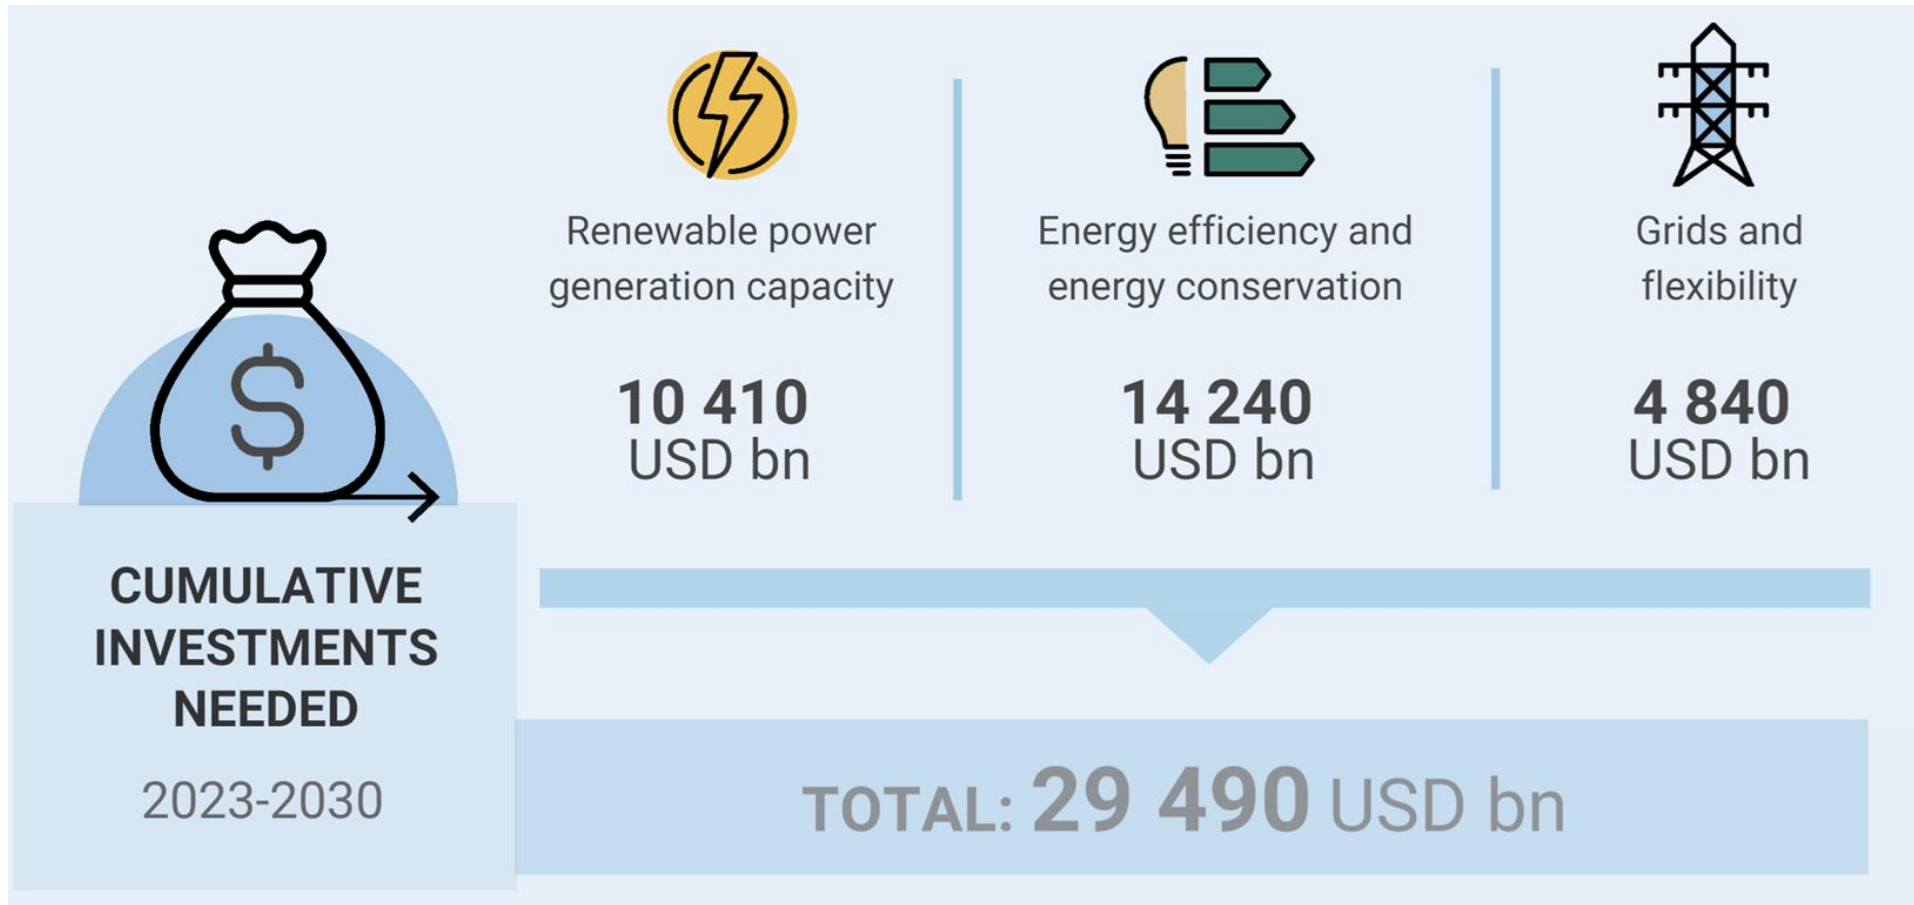 Renewable power
generation capacity
10 410
USD bn
Energy efficiency and
energy conservation
14 240
USD bn
Grids and
flexibility
4 840
USD bn
$
CUMULATIVE
INVESTMENTS
NEEDED
2023-2030
TOTAL: 29 490 USD bn